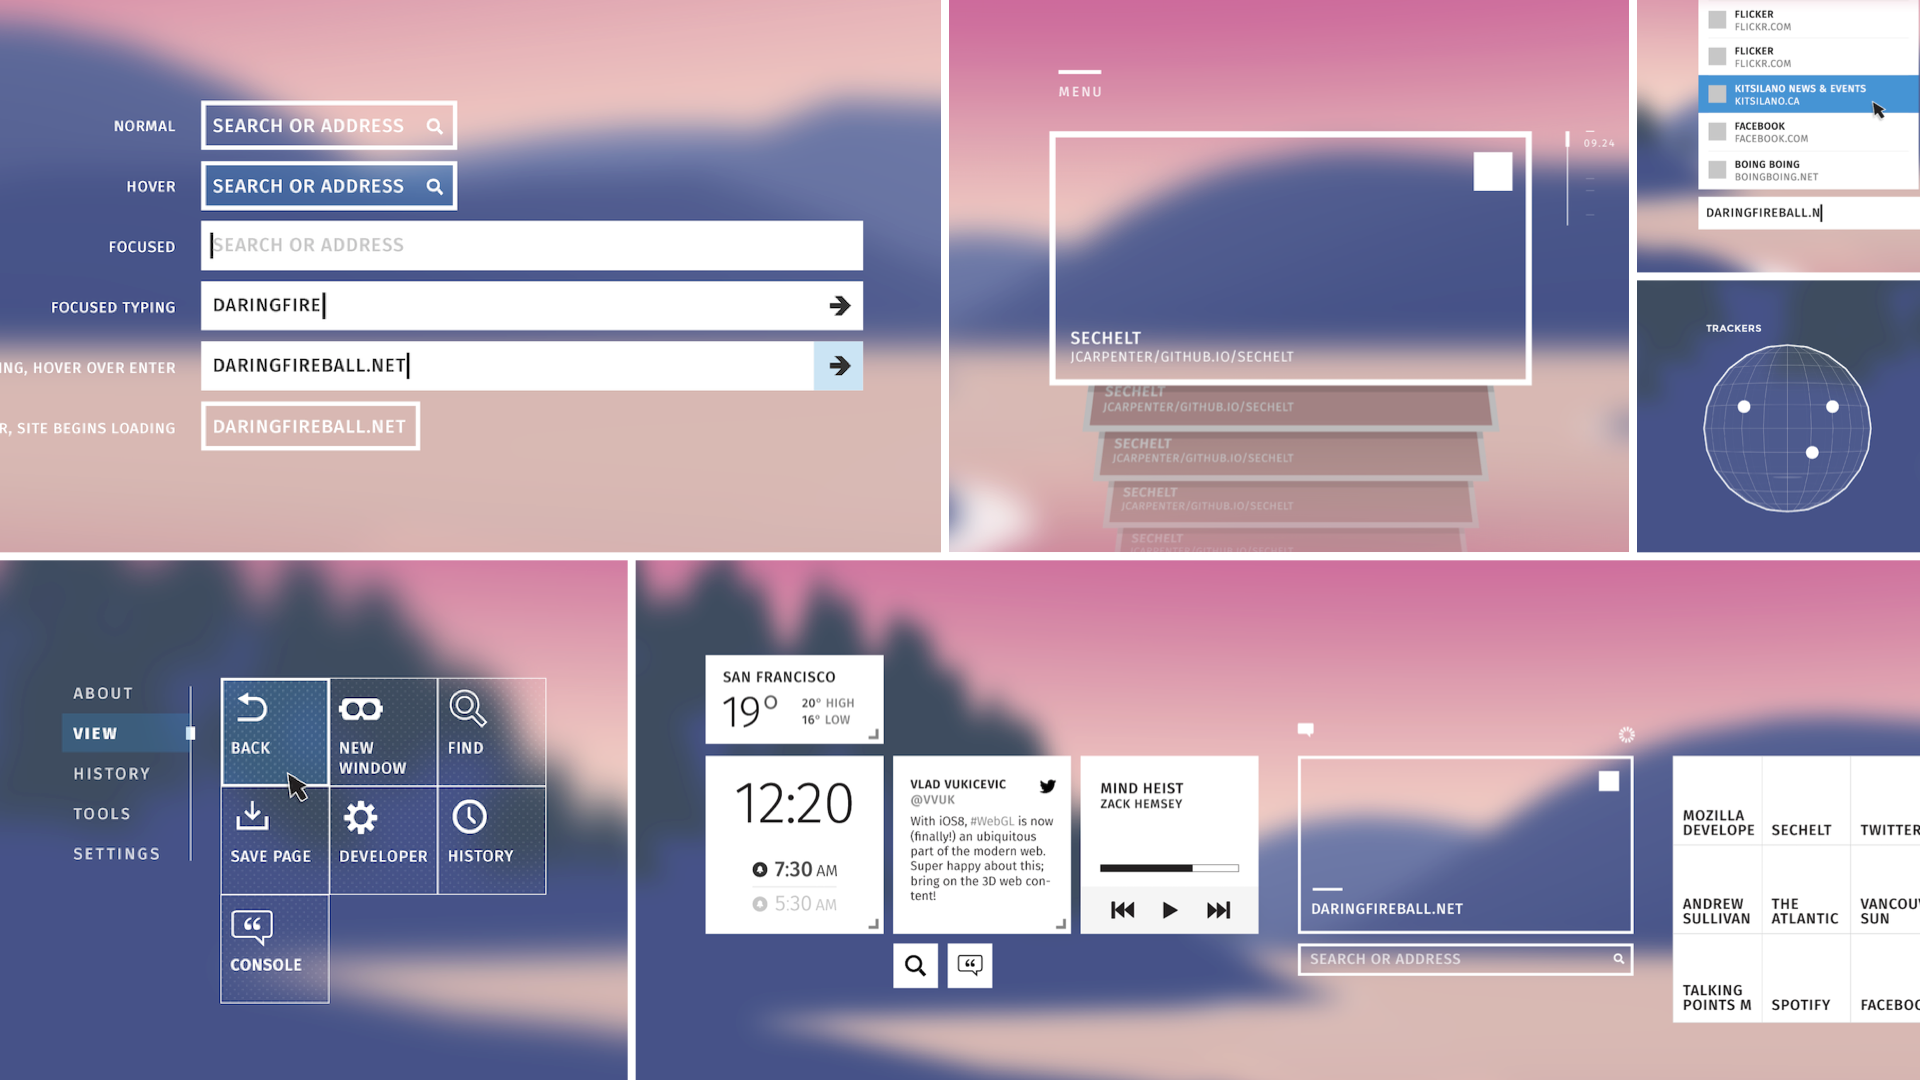 NORMAL
SEARCH OR ADDRESS
HOVER
SEARCH OR ADDRESS
FOCUSED
SEARCH OR ADDRESS
FOCUSED TYPING
DARINGFIRE
NG, HOVER OVER ENTER
DARINGFIREBALL.NET
R, SITE BEGINS LOADING
DARINGFIREBALL.NET
MENU
09.24
SECHELT
JCARPENTER/GITHUB.IO/SECHELT
SECHELT
JCARPENTER/GITHUB.IO/SECHELT
SECHELT
JCARPENTER/GITHUB.IO/SECHELT
SECHELT
JCARPENTER/GITHUB.IO/SECHELT
SECHELT
JCARPENTER/GITHUB.IO/SECHELT
FLICKER
FLICKR.COM
FLICKER
FLICKR.COM
KITSILANO NEWS & EVENTS
KITSILANO.CA
FACEBOOK
FACEBOOK.COM
BOING BOING
BOINGBOING.NET
DARINGFIREBALL.N
TRACKERS
ABOUT
VIEW
HISTORY
TOOLS
SETTINGS
BACK
NEW
WINDOW
FIND
SAVE PAGE
DEVELOPER
HISTORY
CONSOLE
SAN FRANCISCO
19°
20° HIGH
16° LOW
12:20
7:30 AM
5:30 AM
VLAD VUKICEVIC
@VVUK
With iOS8, #WebGL is now
(finally!) an ubiquitous
part of the modern web.
Super happy about this;
bring on the 3D web con-
tent!
MIND HEIST
ZACK HEMSEY
DARINGFIREBALL.NET
SEARCH OR ADDRESS
MOZILLA
DEVELOPE
SECHELT
TWITTER
ANDREW
SULLIVAN
THE
ATLANTIC
VANCOU
SUN
TALKING
POINTS M
SPOTIFY
FACEBOO